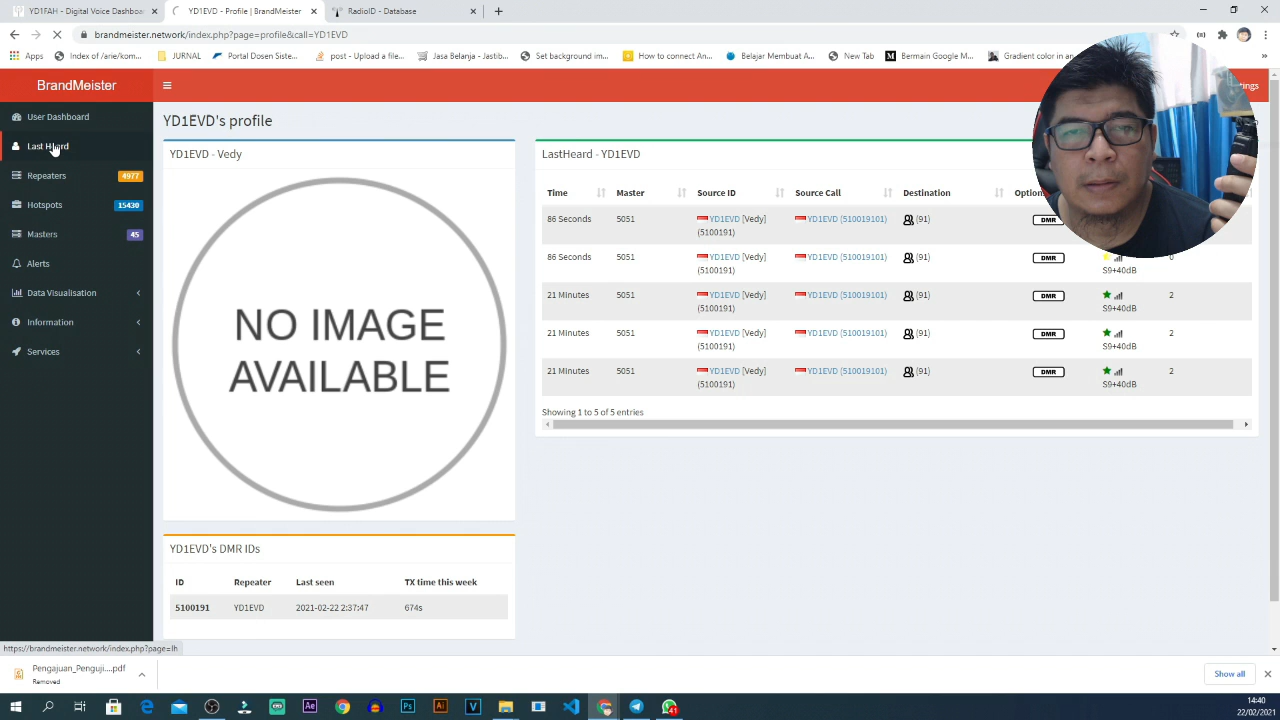 YD1FAH - Digital Voice Dashboard
YD1EVD - Profile | BrandMeister
RadioID - Database
brandmeister.network/index.php?page=profile&call=YD1EVD
Apps
Index of /arie/kom...
JURNAL
Portal Dosen Siste...
post - Upload a file...
Jasa Belanja - Jastib...
Set background im...
How to connect An...
Belajar Membuat A...
New Tab
Bermain Google M...
Gradient color in an...
BrandMeister
User Dashboard
Last Heard
Repeaters 4977
Hotspots 15430
Masters 45
Alerts
Data Visualisation
Information
Services
YD1EVD's profile
YD1EVD - Vedy
NO IMAGE
AVAILABLE
YD1EVD's DMR IDs
ID Repeater Last seen TX time this week
5100191 YD1EVD 2021-02-22 2:37:47 674s
LastHeard - YD1EVD
Time Master Source ID Source Call Destination Option
86 Seconds 5051 YD1EVD [Vedy] YD1EVD (510019101) (91) DMR
(5100191)
86 Seconds 5051 YD1EVD [Vedy] YD1EVD (510019101) (91) DMR 0
(5100191) S9+40dB
21 Minutes 5051 YD1EVD [Vedy] YD1EVD (510019101) (91) DMR 2
(5100191) S9+40dB
21 Minutes 5051 YD1EVD [Vedy] YD1EVD (510019101) (91) DMR 2
(5100191) S9+40dB
21 Minutes 5051 YD1EVD [Vedy] YD1EVD (510019101) (91) DMR 2
(5100191) S9+40dB
Showing 1 to 5 of 5 entries
https://brandmeister.network/index.php?page=lh
Pengajuan_Penguji....pdf
Removed
Show all
41
14:40
22/02/2021